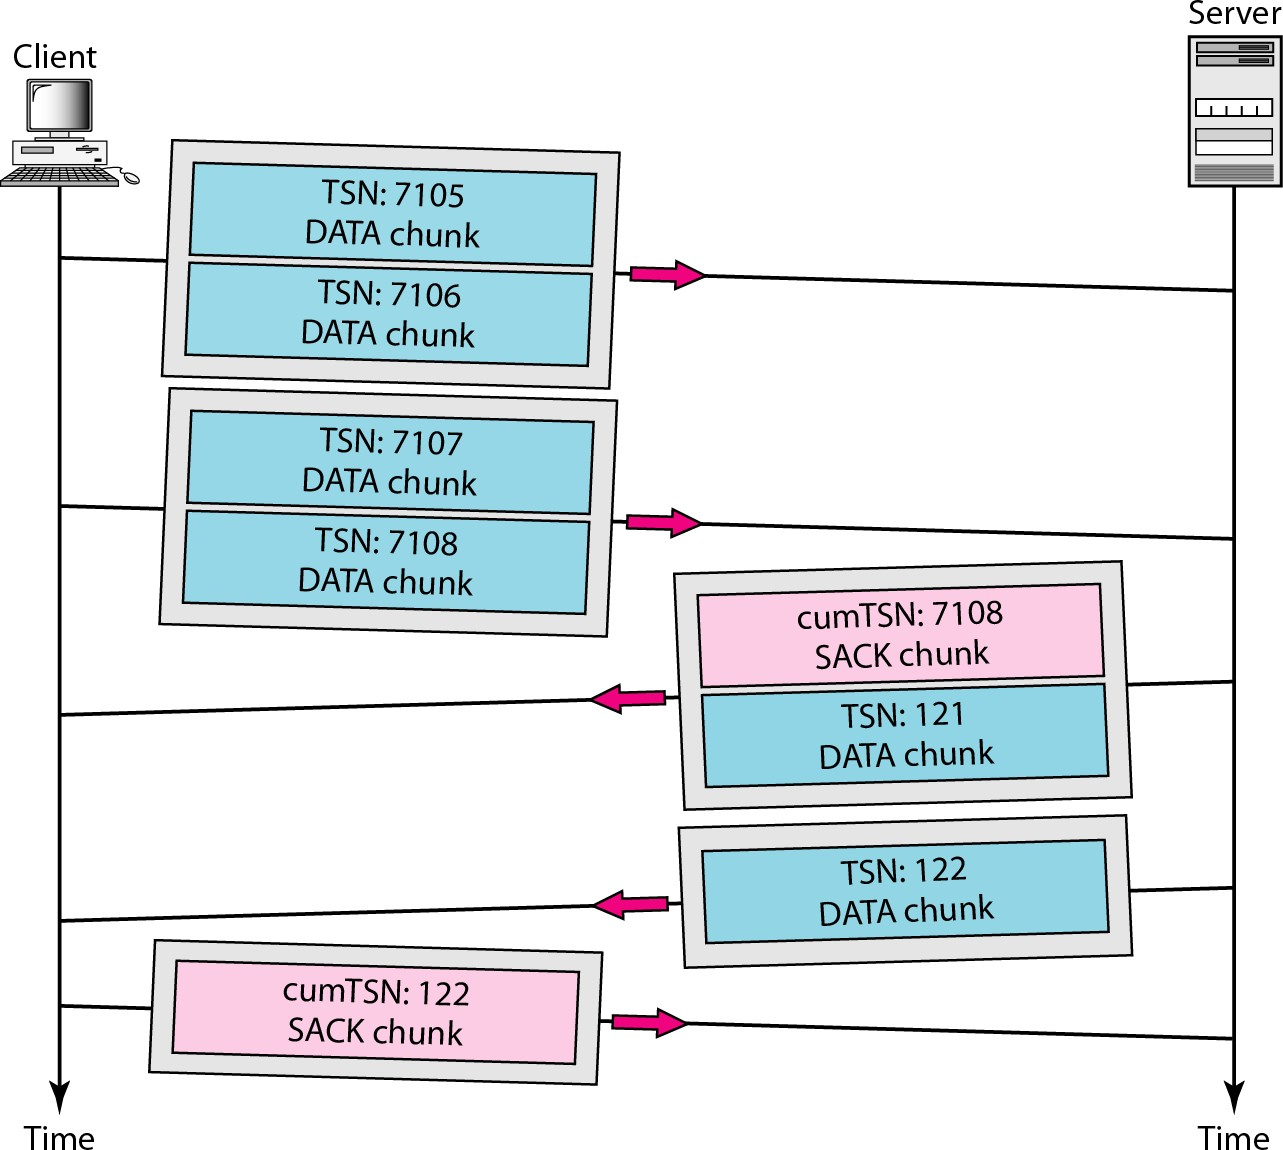 Server
Client
TSN: 7105
DATA chunk
TSN: 7106
DATA chunk
TSN: 7107
DATA chunk
TSN: 7108
DATA chunk
cumTSN: 7108
SACK chunk
TSN: 121
DATA chunk
TSN: 122
DATA chunk
cumTSN: 122
SACK chunk
Time
Time